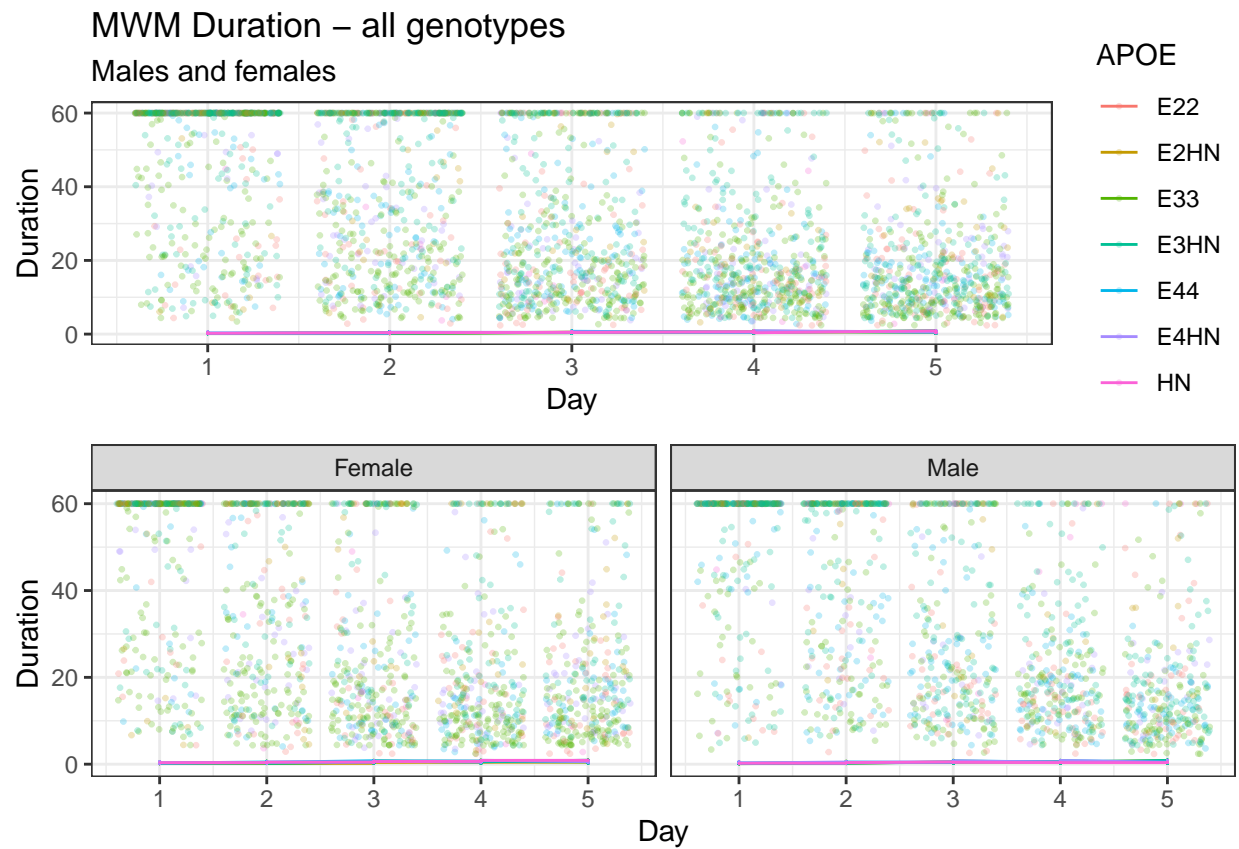 MWM Duration – all genotypes
Males and females
Duration
60
40
20
0
1 2 3 4 5
Day
APOE
E22
E2HN
E33
E3HN
E44
E4HN
HN
Female Male
Duration
60
40
20
0
1 2 3 4 5 1 2 3 4 5
Day